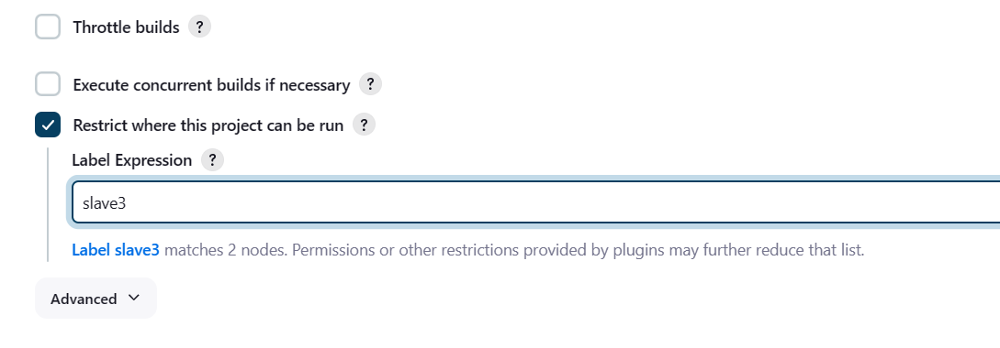 Throttle builds ?
Execute concurrent builds if necessary ?
Restrict where this project can be run ?
Label Expression ?
slave3
Label slave3 matches 2 nodes. Permissions or other restrictions provided by plugins may further reduce that list.
Advanced